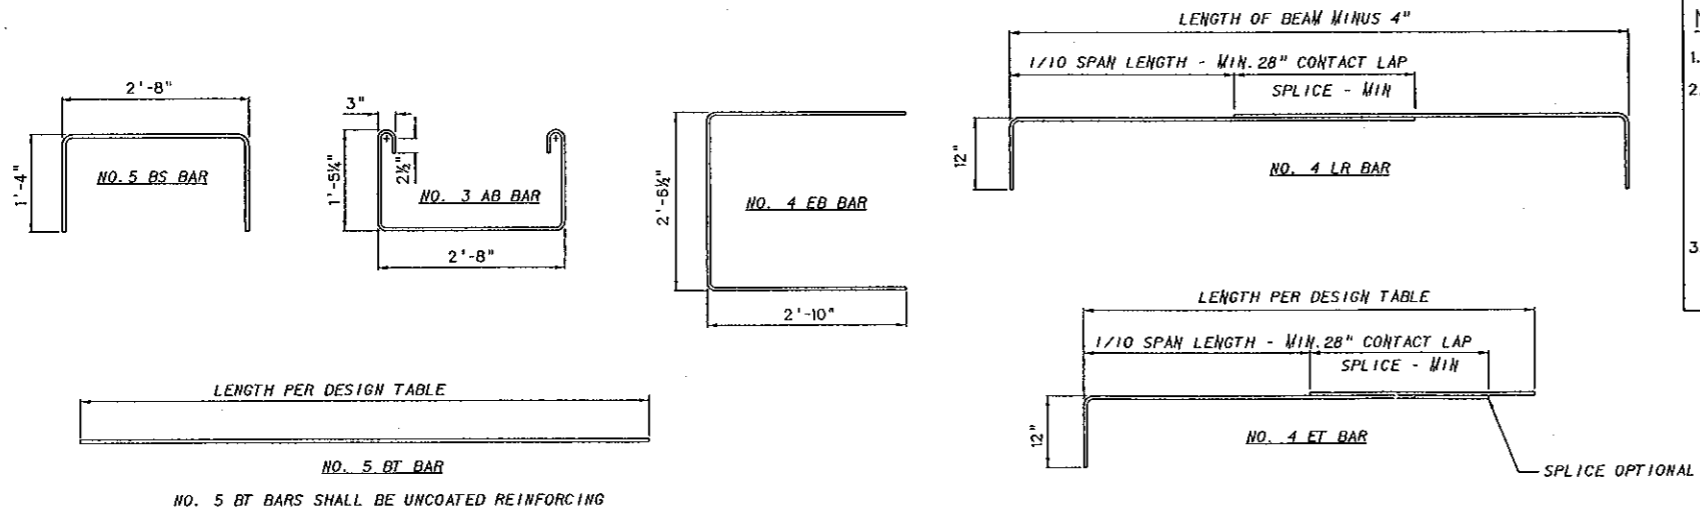 2'-8"
1'-4"
NO. 5 BS BAR
3"
1'-5¼"
2½"
NO. 3 AB BAR
2'-8"
2'-6½"
NO. 4 EB BAR
2'-10"
LENGTH OF BEAM MINUS 4"
1/10 SPAN LENGTH - MIN. 28" CONTACT LAP
SPLICE - MIN
12"
NO. 4 LR BAR
1.
2.
3.
LENGTH PER DESIGN TABLE
NO. 5 BT BAR
NO. 5 BT BARS SHALL BE UNCOATED REINFORCING
LENGTH PER DESIGN TABLE
1/10 SPAN LENGTH - MIN. 28" CONTACT LAP
SPLICE - MIN
12"
NO. 4 ET BAR
SPLICE OPTIONAL